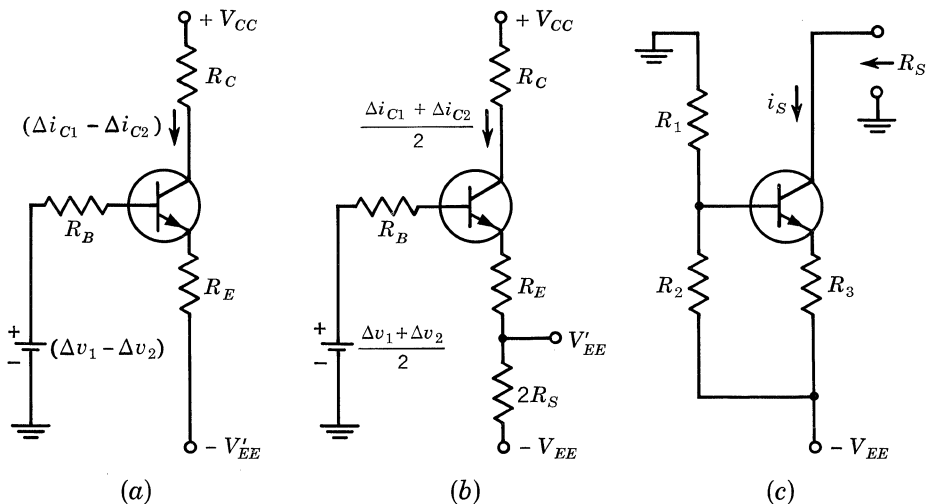 + V_CC
R_C
(Δi_C1 − Δi_C2)
R_B
R_E
+
−
(Δv_1 − Δv_2)
− V'_EE
(a)
+ V_CC
R_C
Δi_C1 + Δi_C2
2
R_B
R_E
+
−
Δv_1 + Δv_2
2
V'_EE
2R_S
− V_EE
(b)
R_S
i_S
R_1
R_2
R_3
− V_EE
(c)